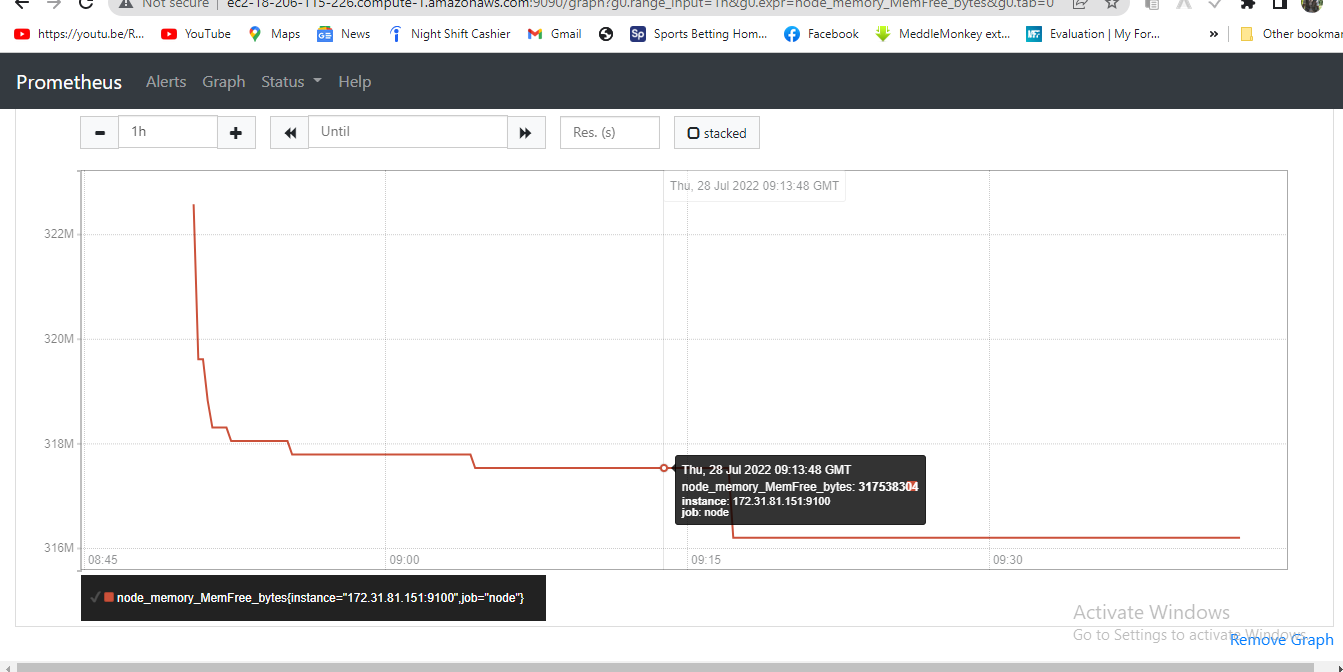 Not secure | ec2-18-206-115-226.compute-1.amazonaws.com:9090/graph?g0.range_input=1h&g0.expr=node_memory_MemFree_bytes&g0.tab=0
https://youtu.be/R... YouTube Maps News Night Shift Cashier Gmail Sp Sports Betting Hom... Facebook MeddleMonkey ext... Evaluation | My For... » Other bookmar
Prometheus Alerts Graph Status Help
1h Until Res. (s) stacked
Thu, 28 Jul 2022 09:13:48 GMT
322M
320M
318M
Thu, 28 Jul 2022 09:13:48 GMT
node_memory_MemFree_bytes: 317538304
instance: 172.31.81.151:9100
job: node
316M
08:45 09:00 09:15 09:30
node_memory_MemFree_bytes{instance="172.31.81.151:9100",job="node"}
Activate Windows
Go to Settings to activate Windows.
Remove Graph